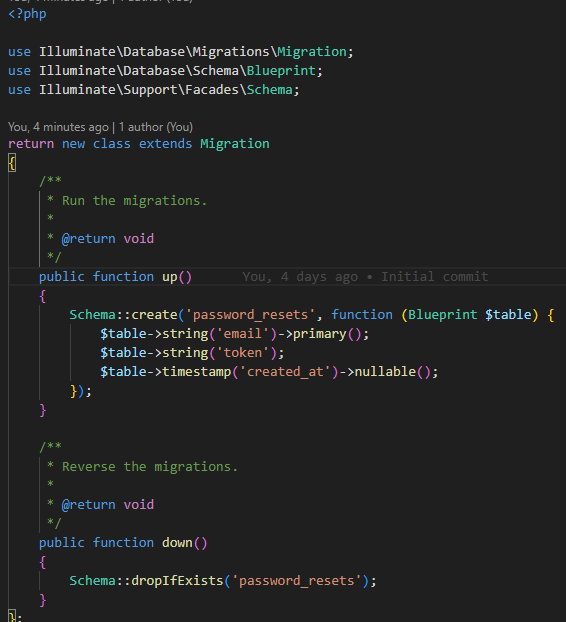 <?php
use Illuminate\Database\Migrations\Migration;
use Illuminate\Database\Schema\Blueprint;
use Illuminate\Support\Facades\Schema;
You, 4 minutes ago | 1 author (You)
return new class extends Migration
{
    /**
     * Run the migrations.
     *
     * @return void
     */
    public function up()    You, 4 days ago • Initial commit
    {
        Schema::create('password_resets', function (Blueprint $table) {
            $table->string('email')->primary();
            $table->string('token');
            $table->timestamp('created_at')->nullable();
        });
    }
    /**
     * Reverse the migrations.
     *
     * @return void
     */
    public function down()
    {
        Schema::dropIfExists('password_resets');
    }
};